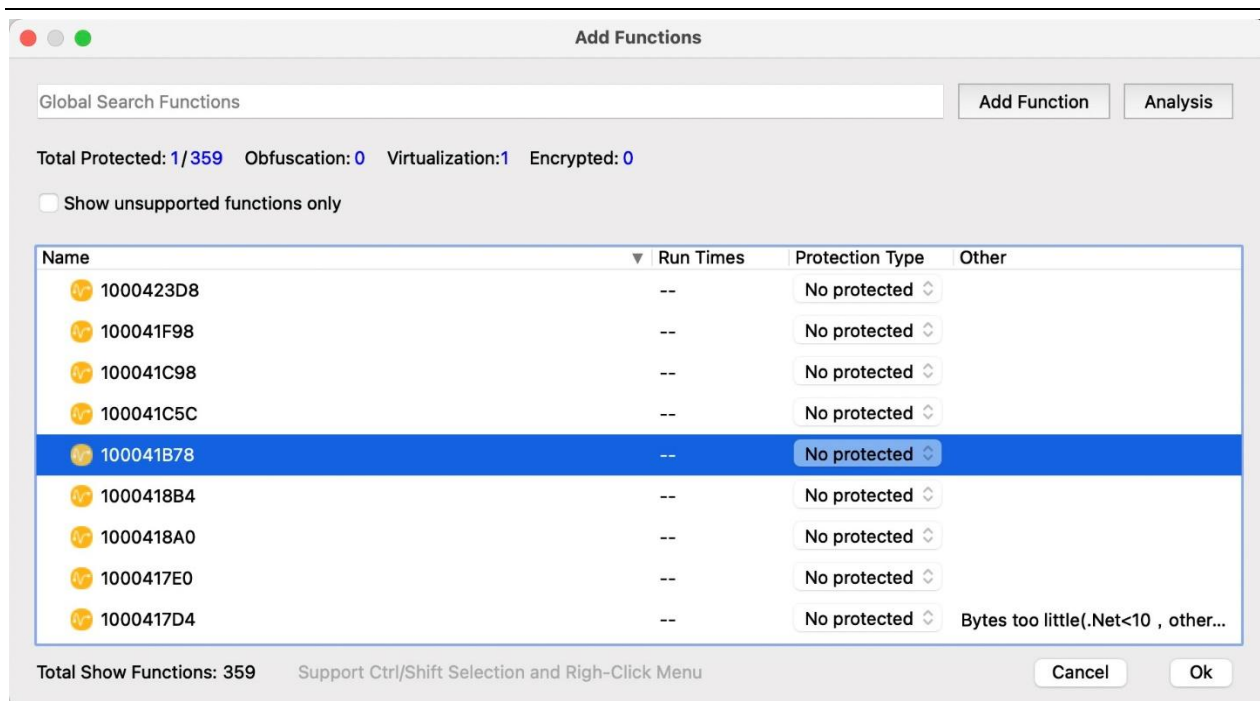 Add Functions
Global Search Functions Add Function Analysis
Total Protected: 1/359 Obfuscation: 0 Virtualization:1 Encrypted: 0
Show unsupported functions only
Name Run Times Protection Type Other
1000423D8 -- No protected
100041F98 -- No protected
100041C98 -- No protected
100041C5C -- No protected
100041B78 -- No protected
1000418B4 -- No protected
1000418A0 -- No protected
1000417E0 -- No protected
1000417D4 -- No protected Bytes too little(.Net<10 , other...
Total Show Functions: 359 Support Ctrl/Shift Selection and Righ-Click Menu Cancel Ok